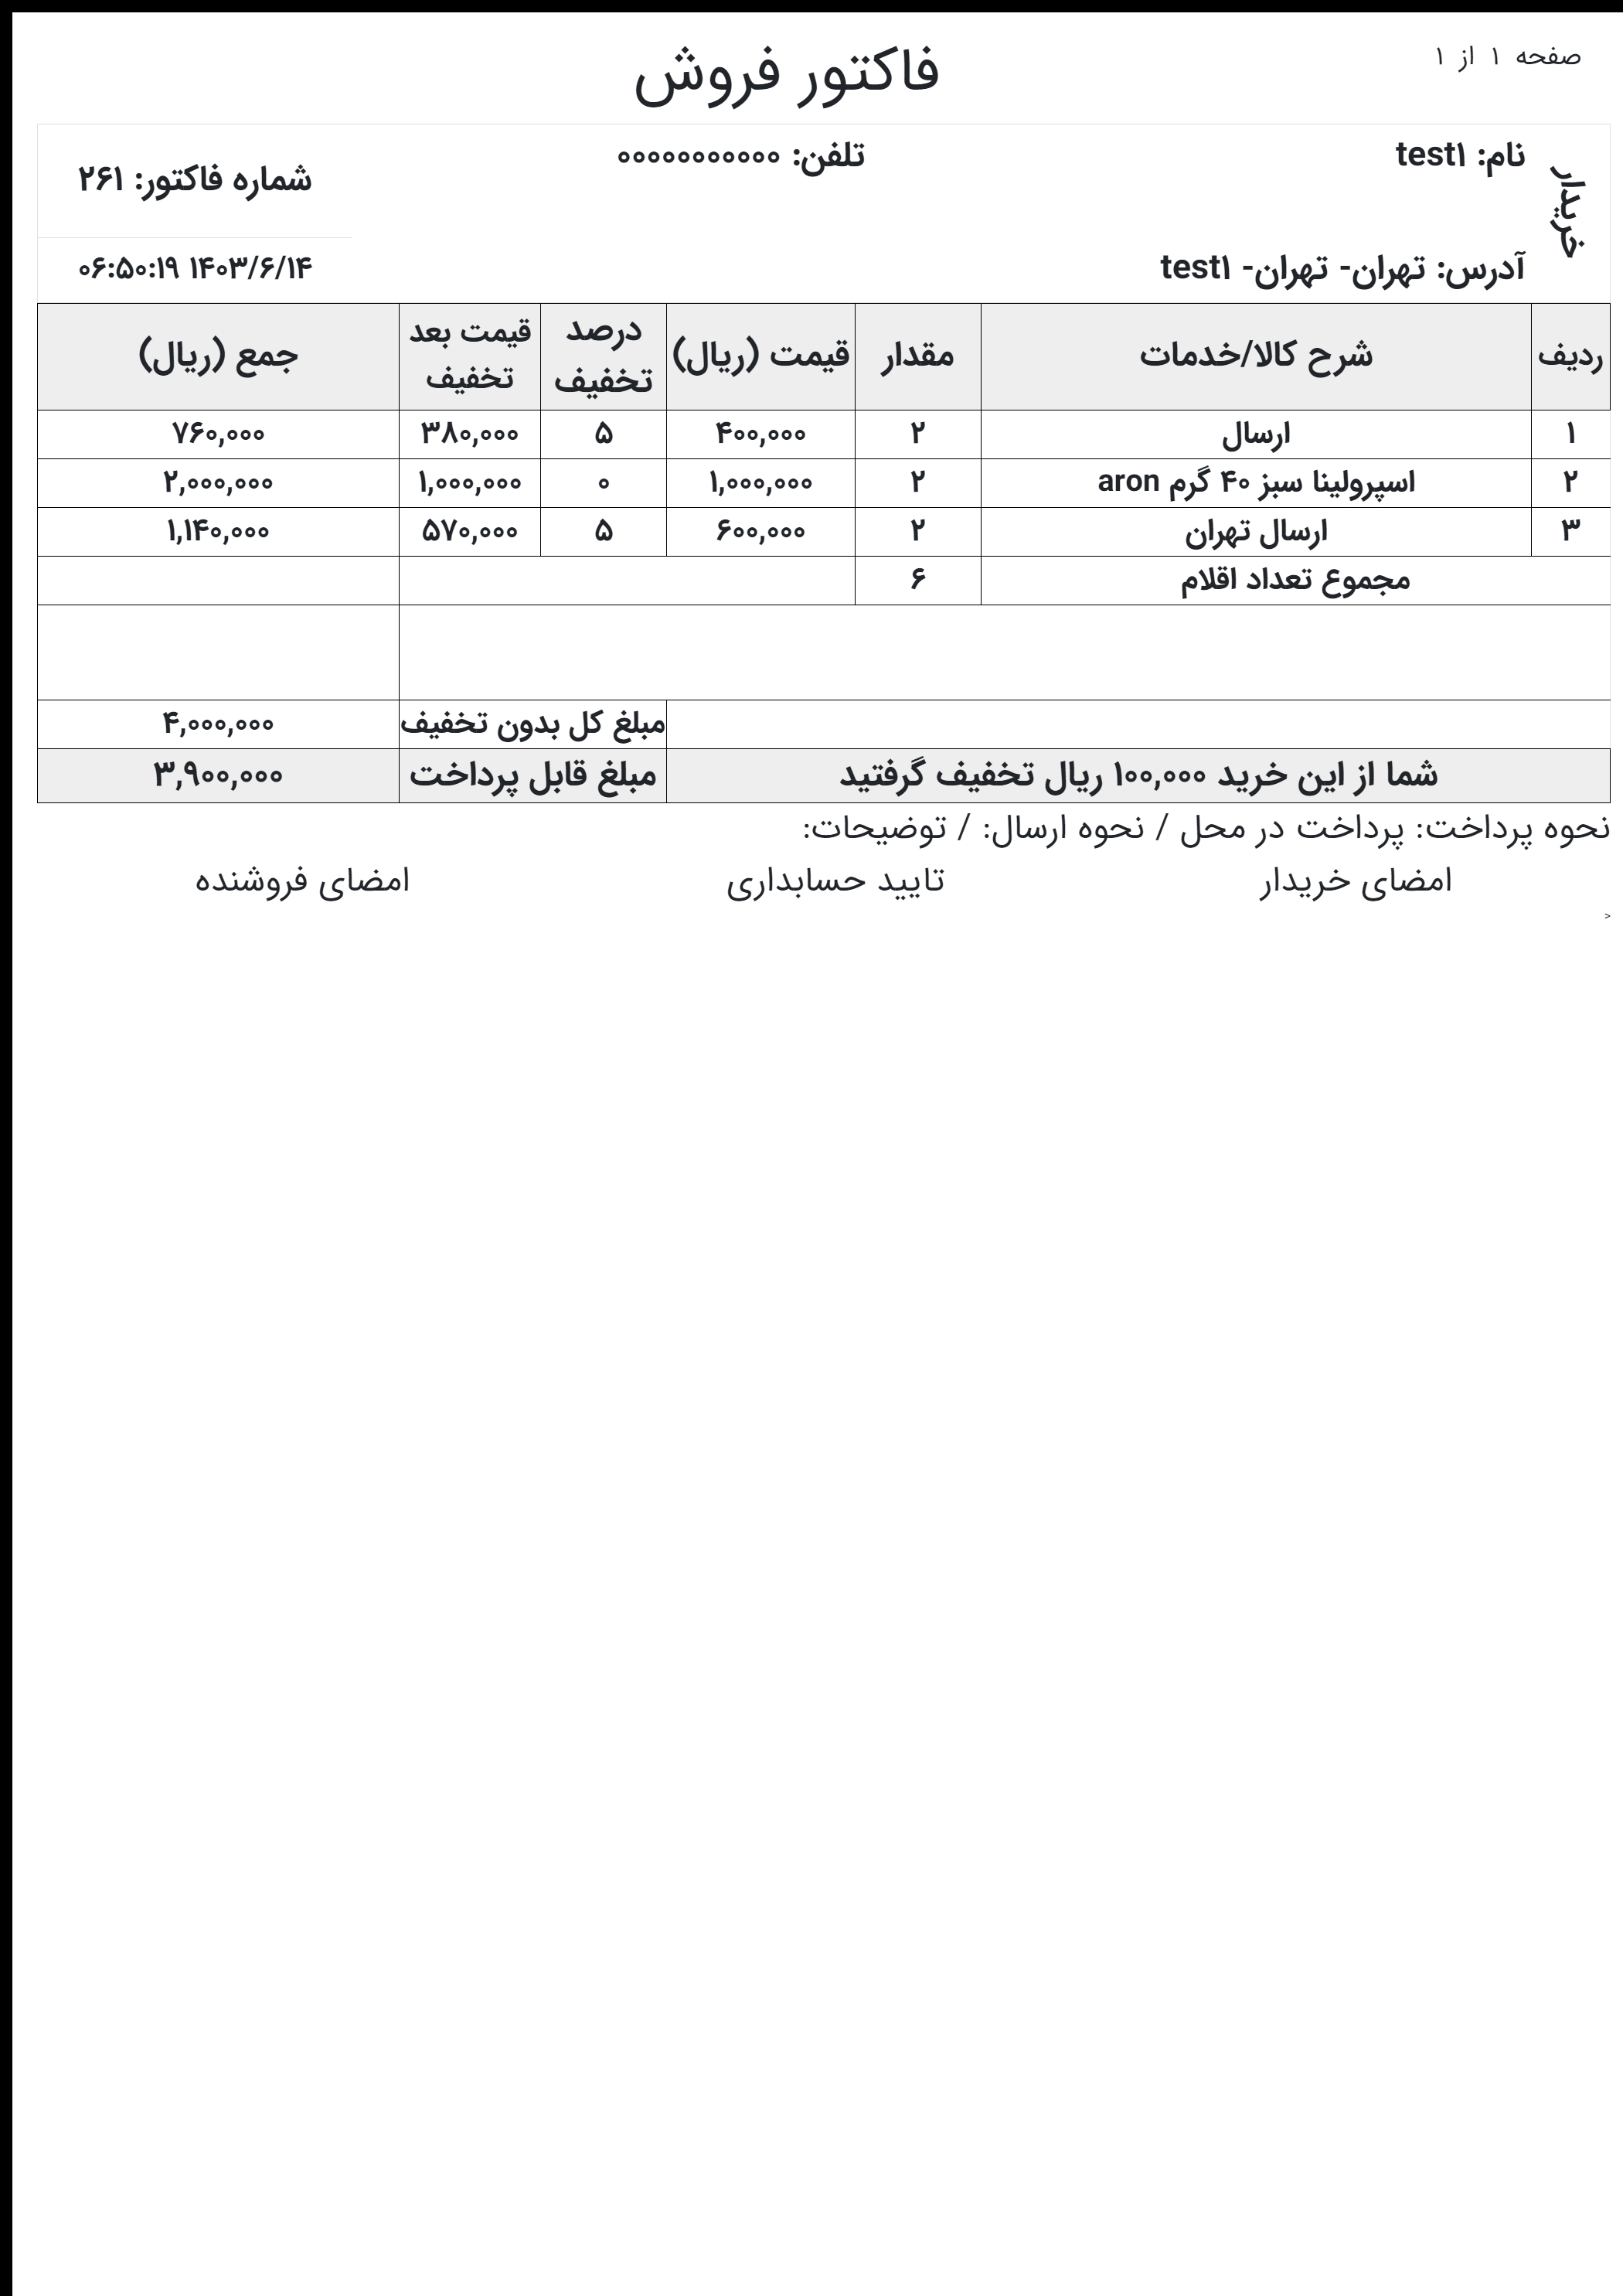 صفحه ۱ از ۱
فاکتور فروش
خریدار
نام: test۱
تلفن: ۰۰۰۰۰۰۰۰۰۰۰
شماره فاکتور: ۲۶۱
آدرس: تهران- تهران- test۱
۱۴۰۳/۶/۱۴ ۰۶:۵۰:۱۹
ردیف شرح کالا/خدمات مقدار قیمت (ریال) درصد تخفیف قیمت بعد تخفیف جمع (ریال)
۱ ارسال ۲ ۴۰۰,۰۰۰ ۵ ۳۸۰,۰۰۰ ۷۶۰,۰۰۰
۲ اسپرولینا سبز ۴۰ گرم aron ۲ ۱,۰۰۰,۰۰۰ ۰ ۱,۰۰۰,۰۰۰ ۲,۰۰۰,۰۰۰
۳ ارسال تهران ۲ ۶۰۰,۰۰۰ ۵ ۵۷۰,۰۰۰ ۱,۱۴۰,۰۰۰
مجموع تعداد اقلام ۶
مبلغ کل بدون تخفیف ۴,۰۰۰,۰۰۰
شما از این خرید ۱۰۰,۰۰۰ ریال تخفیف گرفتید مبلغ قابل پرداخت ۳,۹۰۰,۰۰۰
نحوه پرداخت: پرداخت در محل / نحوه ارسال: / توضیحات:
امضای خریدار تایید حسابداری امضای فروشنده
>